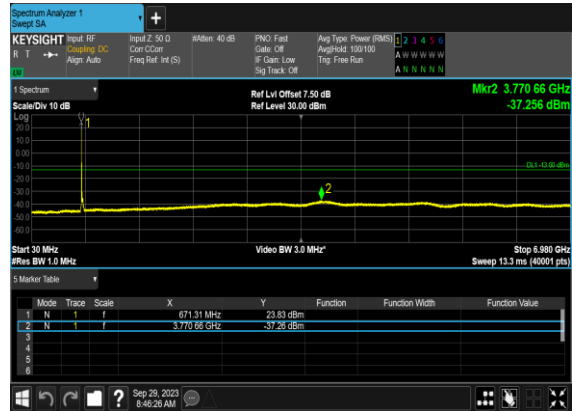 Spectrum Analyzer 1
Swept SA
+
KEYSIGHT Input: RF Input Z: 50 Ω #Atten: 40 dB PNO: Fast Avg Type: Power (RMS) 1 2 3 4 5 6
R T Coupling: DC Corr CCorr Gate: Off Avg|Hold: 100/100 A W W W W W
Align: Auto Freq Ref: Int (S) IF Gain: Low Trig: Free Run
LW Sig Track: Off A N N N N N
1 Spectrum Ref Lvl Offset 7.50 dB Mkr2 3.770 66 GHz
Scale/Div 10 dB Ref Level 30.00 dBm -37.256 dBm
Log
1
20.0
10.0
0.00
-10.0
DL1 -13.00 dBm
-20.0
-30.0
2
-40.0
-50.0
-60.0
Start 30 MHz Video BW 3.0 MHz* Stop 6.980 GHz
#Res BW 1.0 MHz Sweep 13.3 ms (40001 pts)
5 Marker Table
Mode Trace Scale X Y Function Function Width Function Value
1 N 1 f 671.31 MHz 23.83 dBm
2 N 1 f 3.770 66 GHz -37.26 dBm
3
4
5
6
? Sep 29, 2023
8:46:26 AM